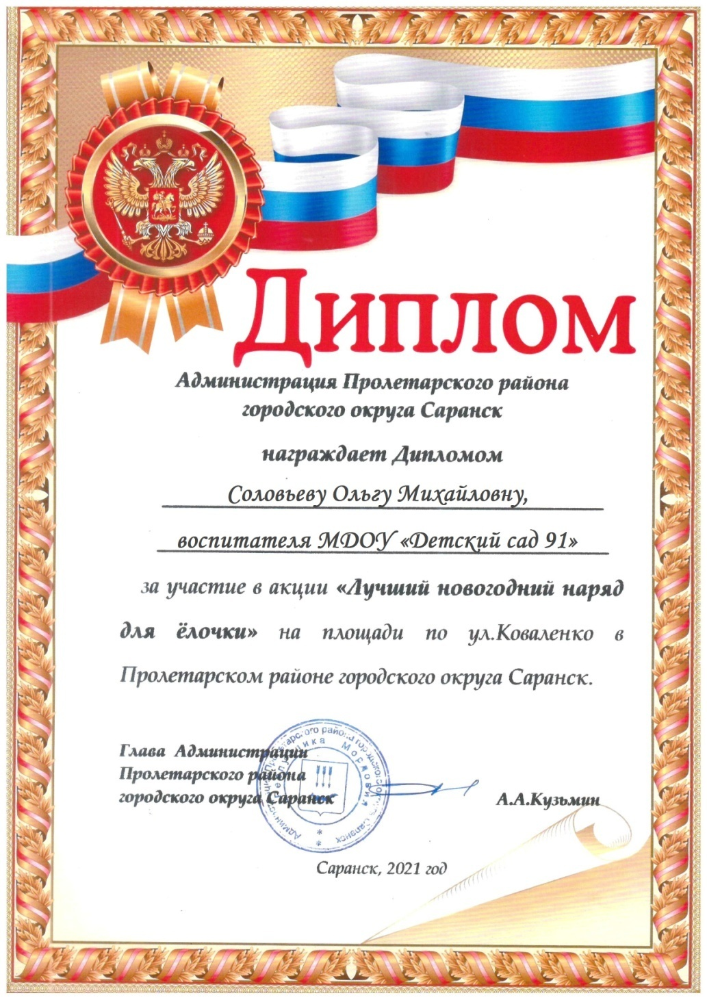 Диплом
Администрация Пролетарского района
городского округа Саранск
награждает Дипломом
Соловьеву Ольгу Михайловну,
воспитателя МДОУ «Детский сад 91»
за участие в акции «Лучший новогодний наряд
для ёлочки» на площади по ул.Коваленко в
Пролетарском районе городского округа Саранск.
Глава Администрации
Пролетарского района
городского округа Саранск А.А.Кузьмин
Администрация Пролетарского района городского округа Саранск
Республика Мордовия
Саранск, 2021 год